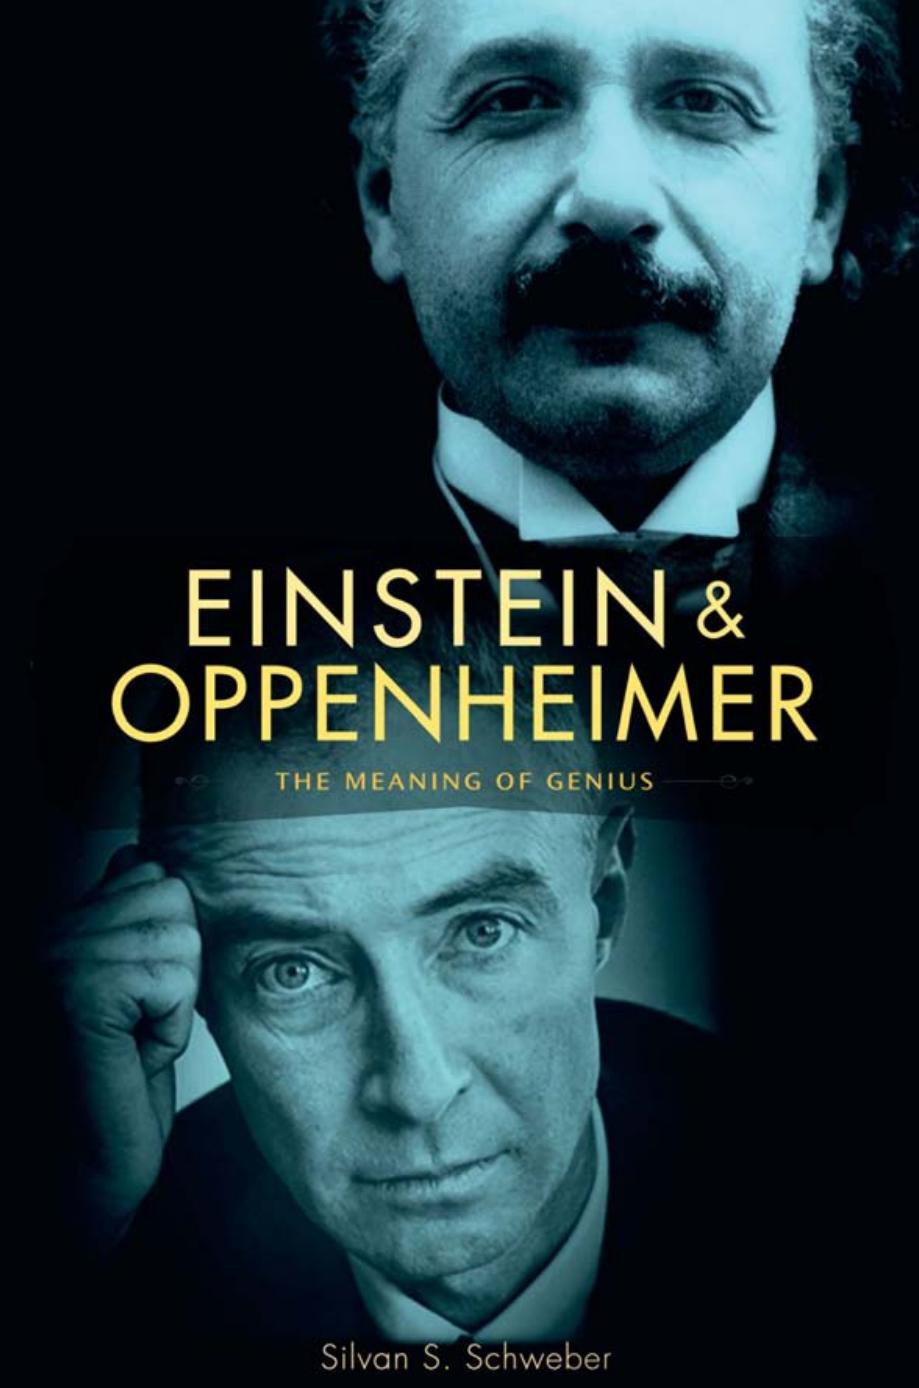 EINSTEIN &
OPPENHEIMER
THE MEANING OF GENIUS
Silvan S. Schweber